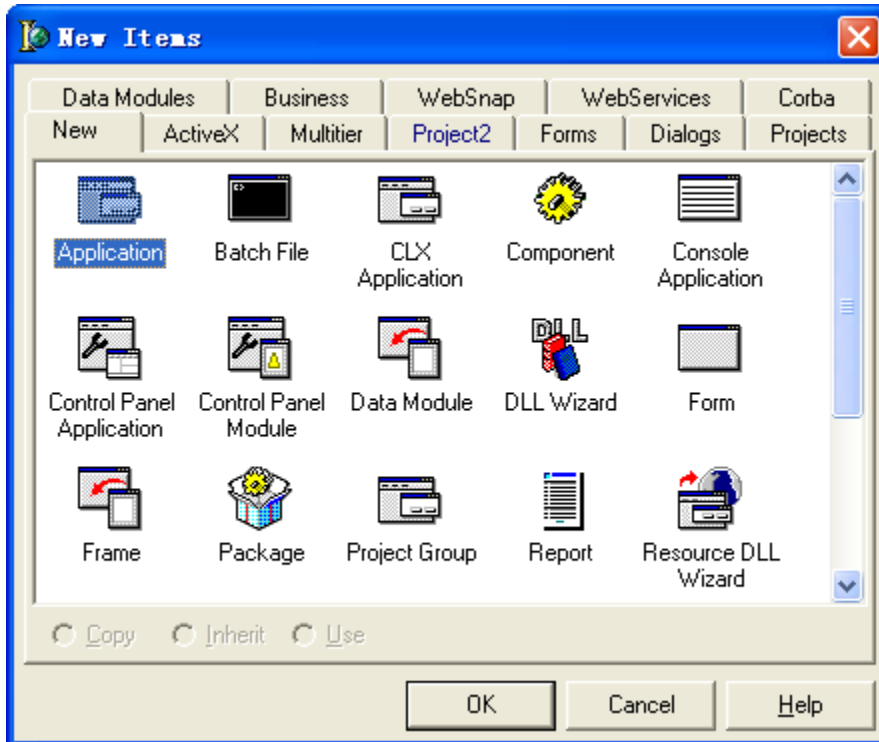 New Items
Data Modules Business WebSnap WebServices Corba
New ActiveX Multitier Project2 Forms Dialogs Projects
Application Batch File CLX Application Component Console Application
Control Panel Application Control Panel Module Data Module DLL Wizard Form
Frame Package Project Group Report Resource DLL Wizard
Copy Inherit Use
OK Cancel Help